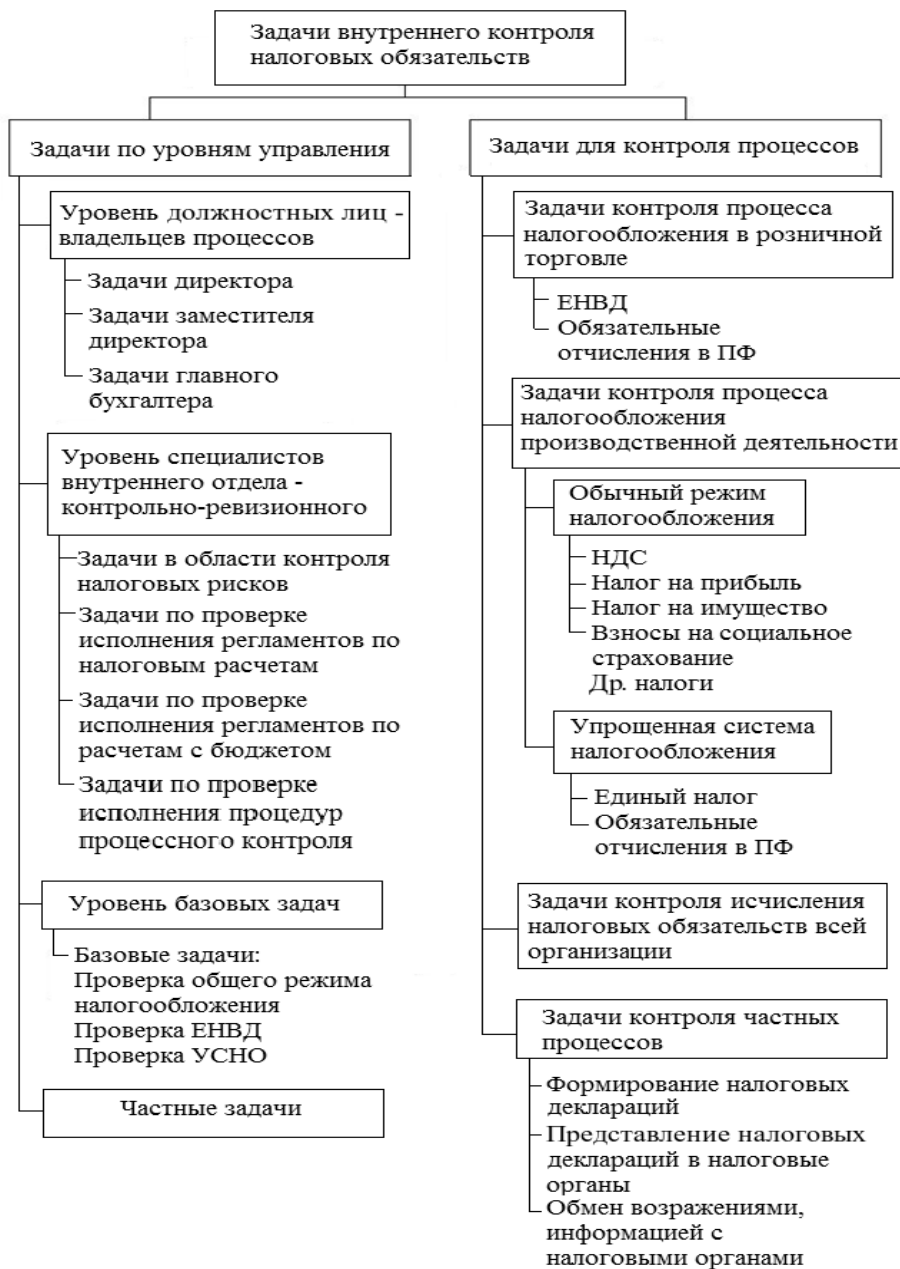 Задачи внутреннего контроля
налоговых обязательств
Задачи по уровням управления
Уровень должностных лиц -
владельцев процессов
Задачи директора
Задачи заместителя
директора
Задачи главного
бухгалтера
Уровень специалистов
внутреннего отдела -
контрольно-ревизионного
Задачи в области контроля
налоговых рисков
Задачи по проверке
исполнения регламентов по
налоговым расчетам
Задачи по проверке
исполнения регламентов по
расчетам с бюджетом
Задачи по проверке
исполнения процедур
процессного контроля
Уровень базовых задач
Базовые задачи:
Проверка общего режима
налогообложения
Проверка ЕНВД
Проверка УСНО
Частные задачи
Задачи для контроля процессов
Задачи контроля процесса
налогообложения в розничной
торговле
ЕНВД
Обязательные
отчисления в ПФ
Задачи контроля процесса
налогообложения
производственной деятельности
Обычный режим
налогообложения
НДС
Налог на прибыль
Налог на имущество
Взносы на социальное
страхование
Др. налоги
Упрощенная система
налогообложения
Единый налог
Обязательные
отчисления в ПФ
Задачи контроля исчисления
налоговых обязательств всей
организации
Задачи контроля частных
процессов
Формирование налоговых
деклараций
Представление налоговых
деклараций в налоговые
органы
Обмен возражениями,
информацией с
налоговыми органами